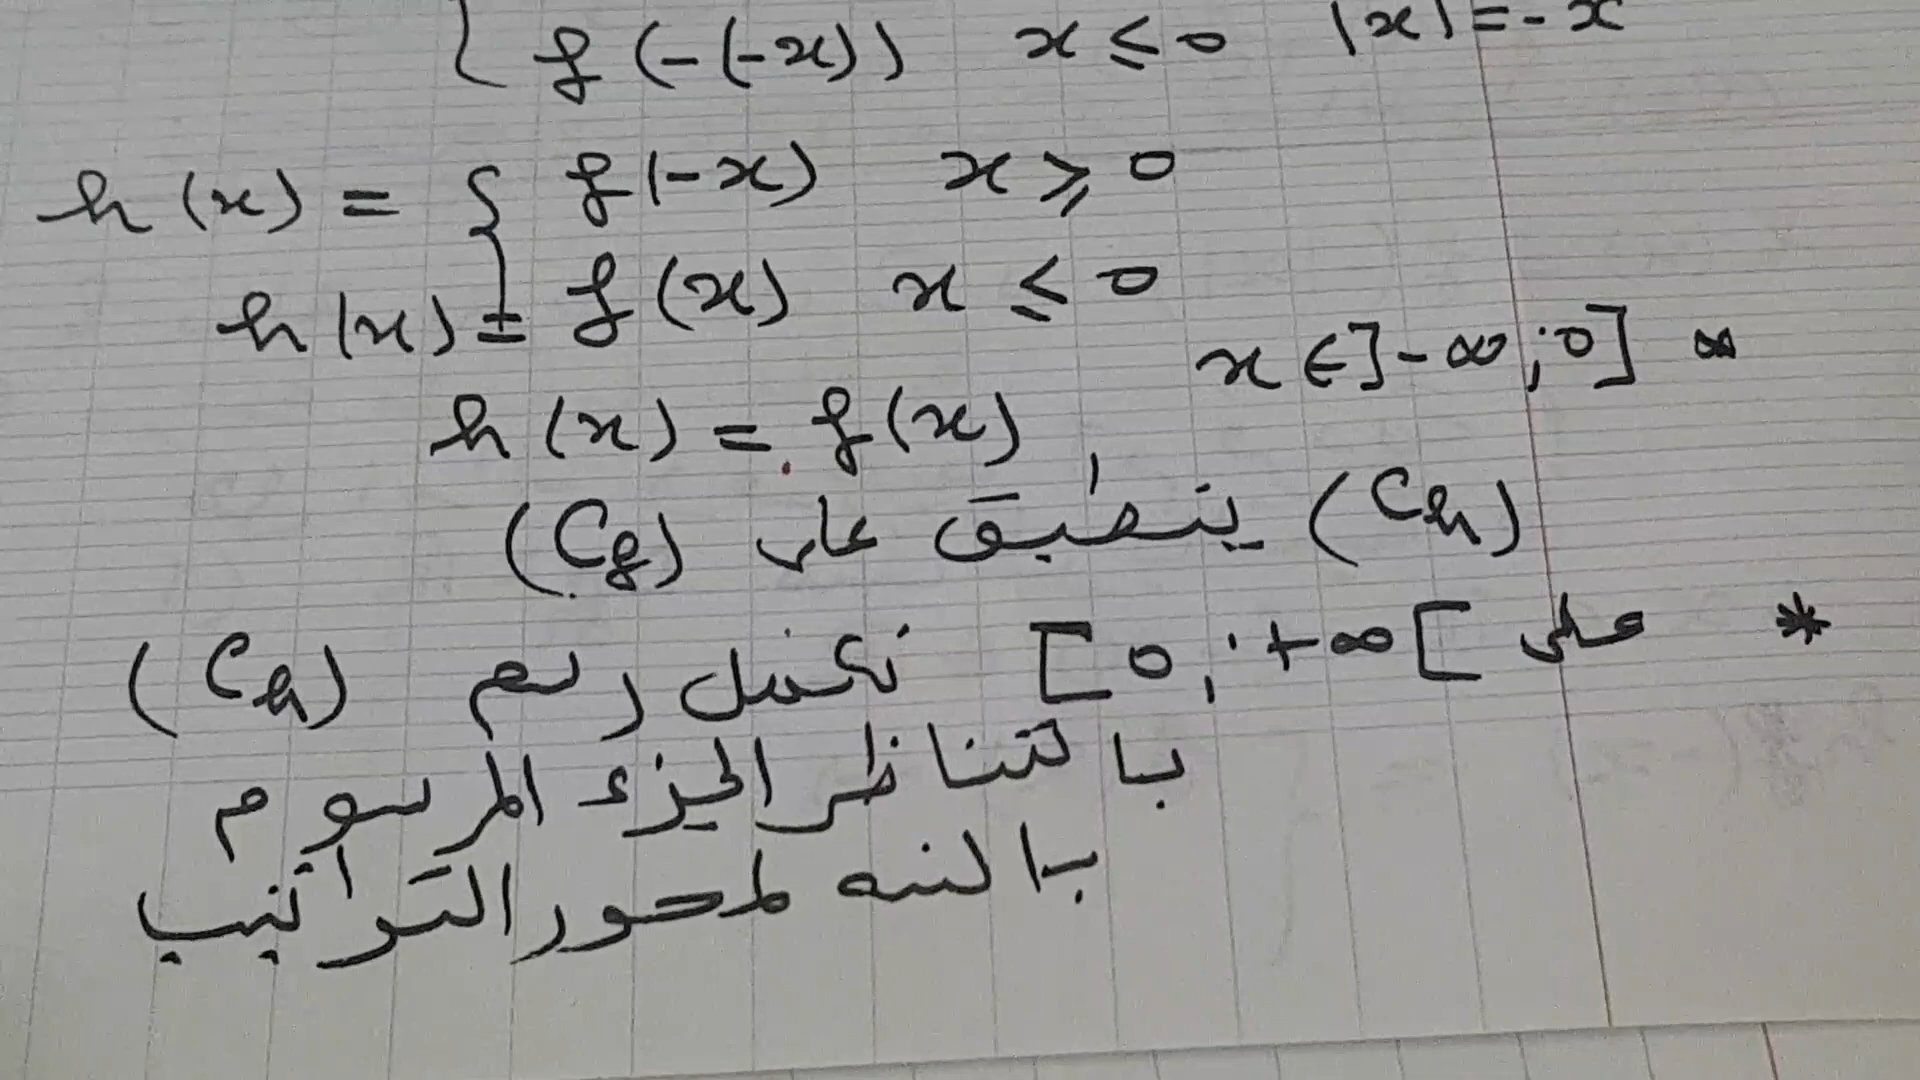 f(-(-x)) x ≤ 0 |x| = -x
h(x) = { f(-x) x ⩾ 0
h(x) = f(x) x ≤ 0
x ∈ ]-∞ ; 0] *
h(x) = f(x)
(Ch) ينطبق على (Cf)
* على [0 ; +∞[ نكمل رسم (Ch)
بالتناظر الجزء المرسوم
بالنسبة لمحور التراتيب